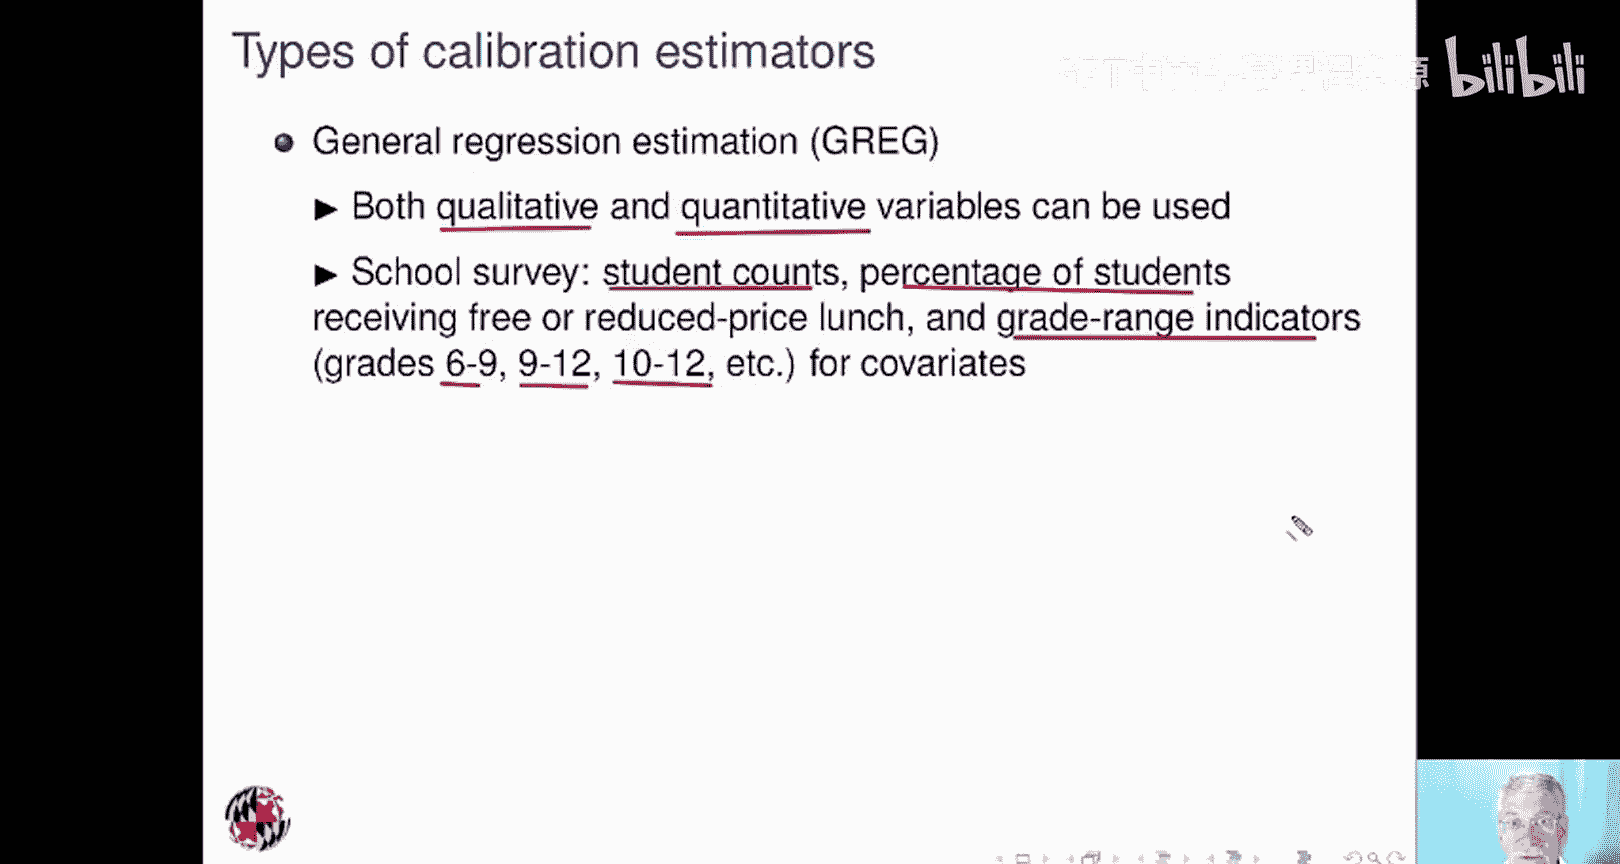 Types of calibration estimators
bilibili
General regression estimation (GREG)
Both qualitative and quantitative variables can be used
School survey: student counts, percentage of students
receiving free or reduced-price lunch, and grade-range indicators
(grades 6-9, 9-12, 10-12, etc.) for covariates